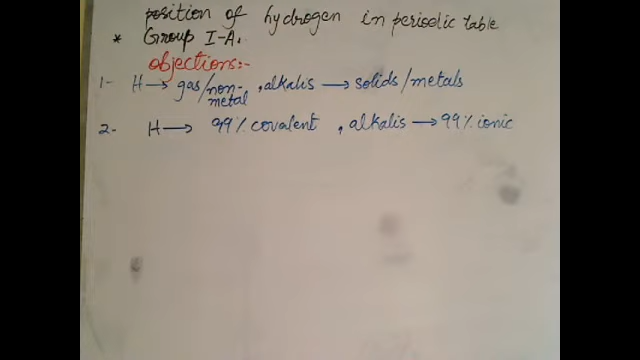 position of hydrogen in periodic table
* Group I-A.
objections:-
1- H → gas/non-metal , alkalis → solids/metals
2- H → 99% covalent , alkalis → 99% ionic